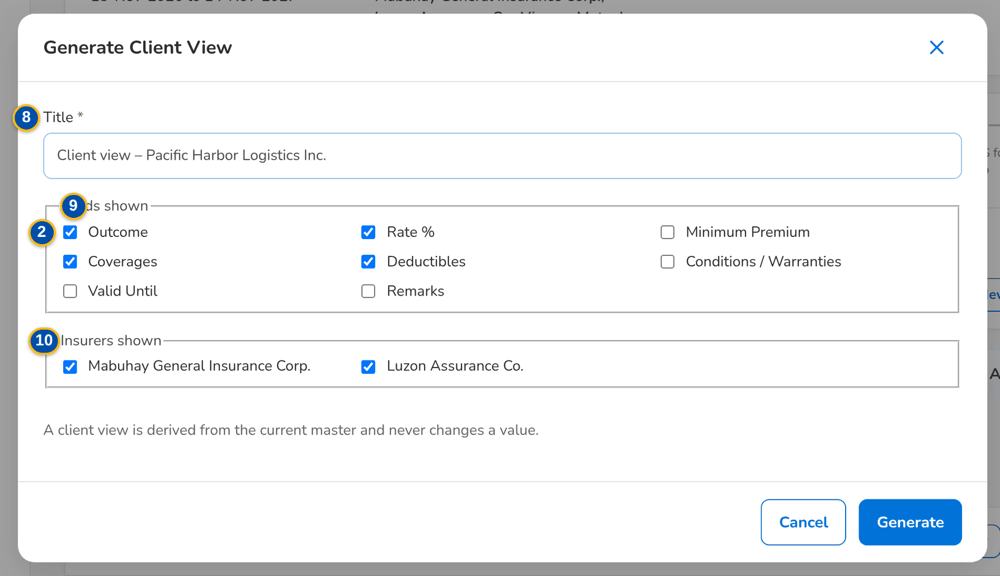 Generate Client View
8 Title *
Client view – Pacific Harbor Logistics Inc.
9 ds shown
2 Outcome Rate % Minimum Premium
Coverages Deductibles Conditions / Warranties
Valid Until Remarks
10 Insurers shown
Mabuhay General Insurance Corp. Luzon Assurance Co.
A client view is derived from the current master and never changes a value.
Cancel Generate